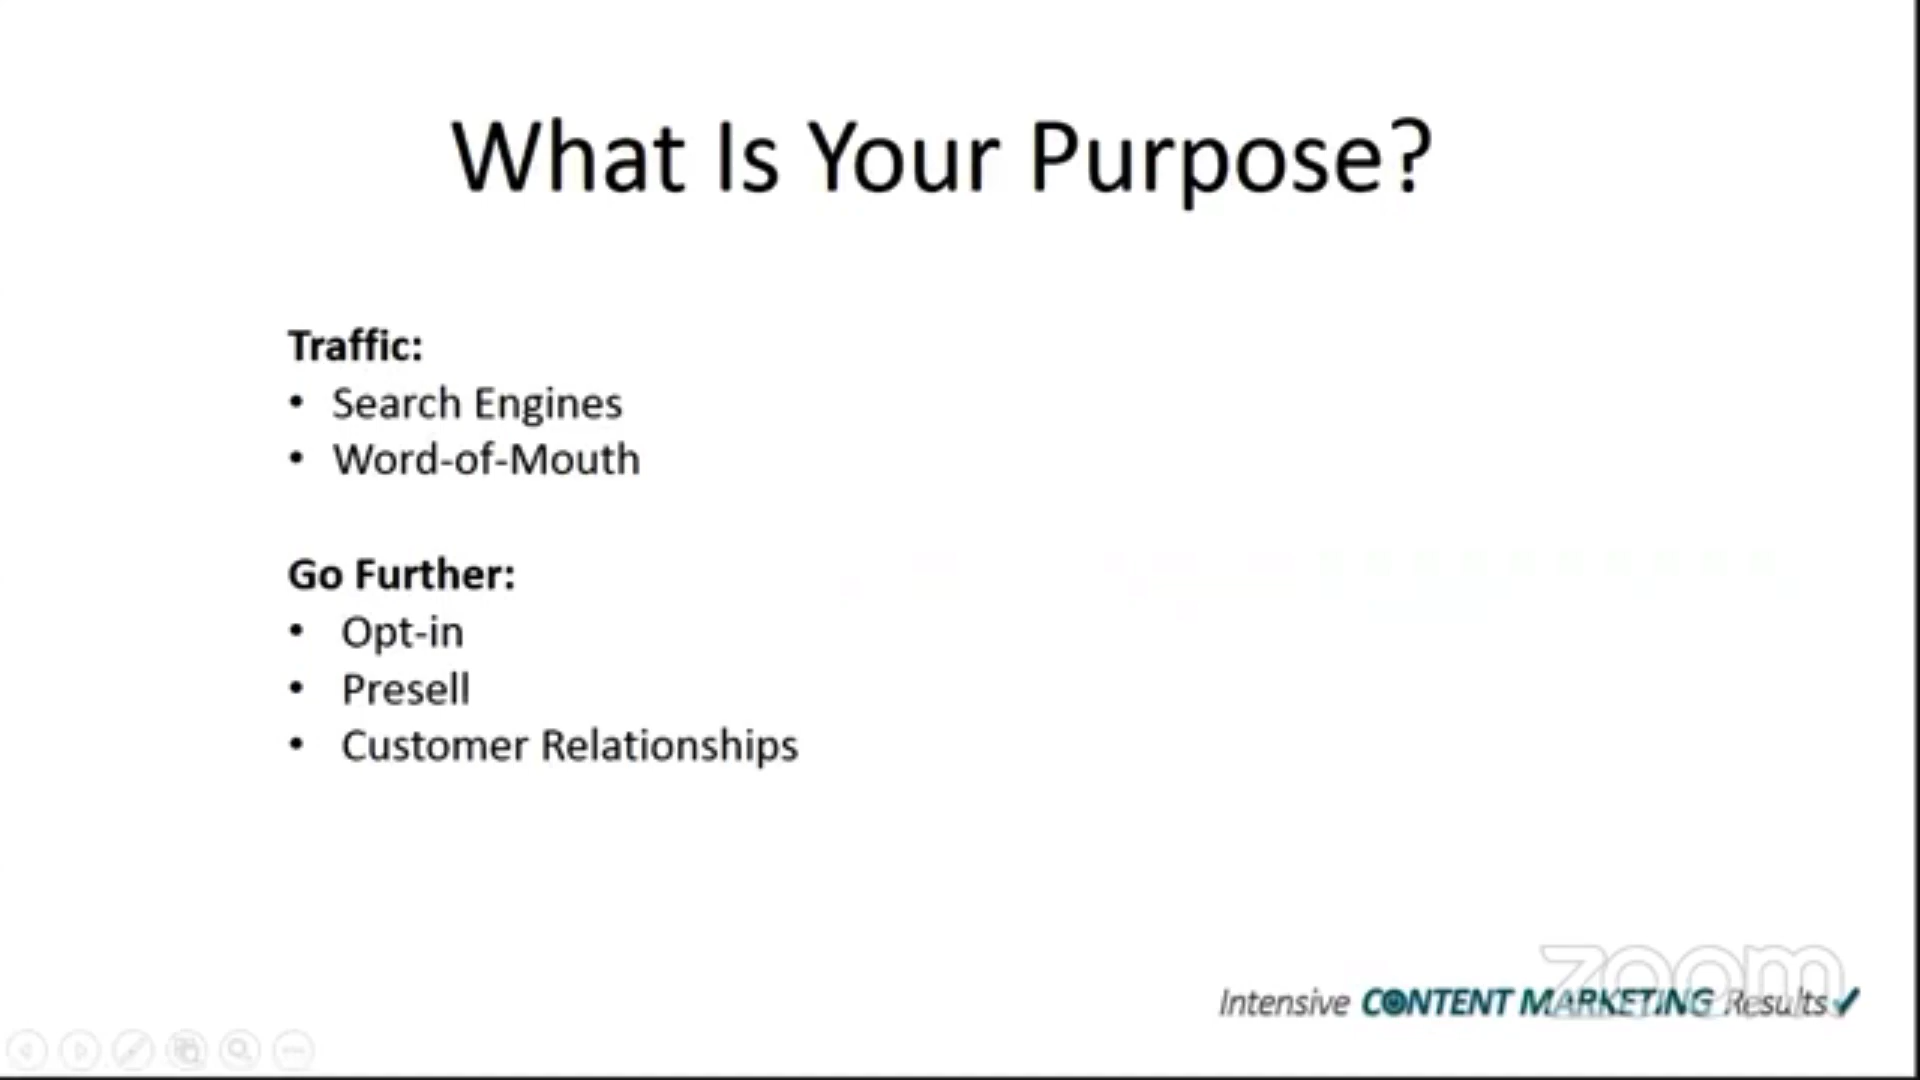 What Is Your Purpose?
Traffic:
• Search Engines
• Word-of-Mouth
Go Further:
• Opt-in
• Presell
• Customer Relationships
zoom
Intensive CONTENT MARKETING Results